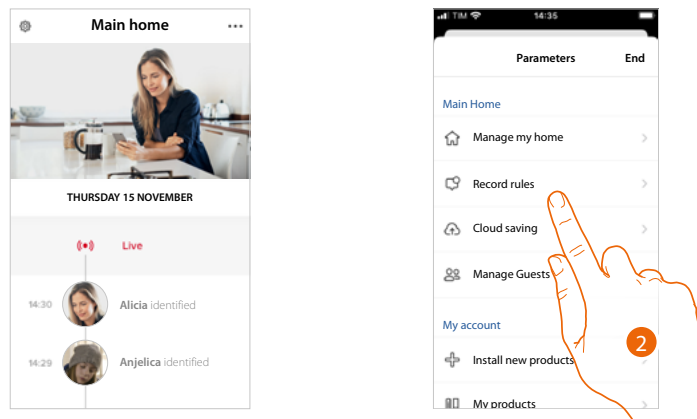 Main home
THURSDAY 15 NOVEMBER
Live
14:30 Alicia identified
14:29 Anjelica identified
TIM 14:35
Parameters End
Main Home
Manage my home
Record rules
Cloud saving
Manage Guests
My account
2
Install new products
My products